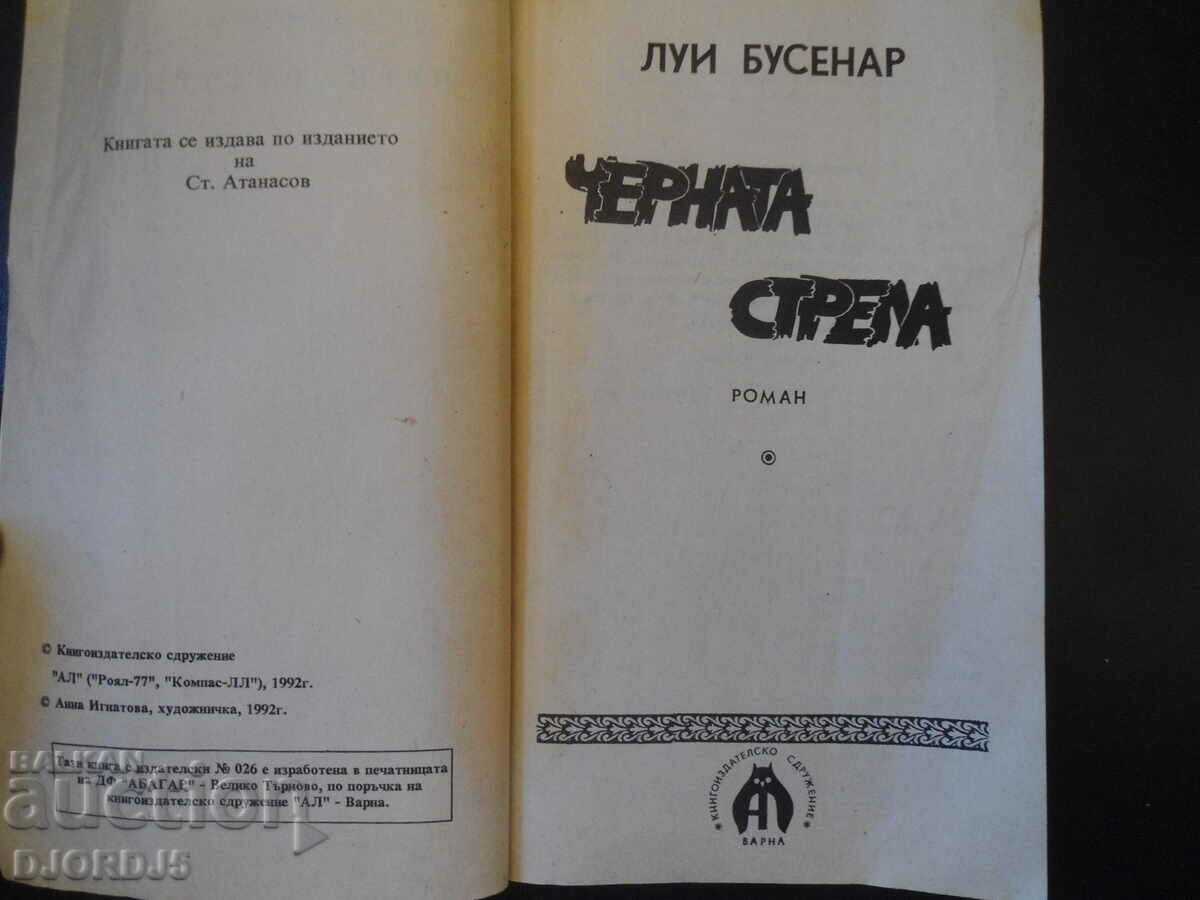 Книгата се издава по изданието
на
Ст. Атанасов
© Книгоиздателско сдружение
"АЛ" ("Роял-77", "Компас-ЛЛ"), 1992г.
© Анна Игнатова, художничка, 1992г.
Тази книга с издателски № 026 е изработена в печатницата
на ДФ "АБАГАР" - Велико Търново, по поръчка на
книгоиздателско сдружение "АЛ" - Варна.
BALKAN
auction
DJORDJ5
ЛУИ БУСЕНАР
ЧЕРНАТА
СТРЕЛА
РОМАН
* КНИГОИЗДАТЕЛСКО СДРУЖЕНИЕ *
АЛ
ВАРНА